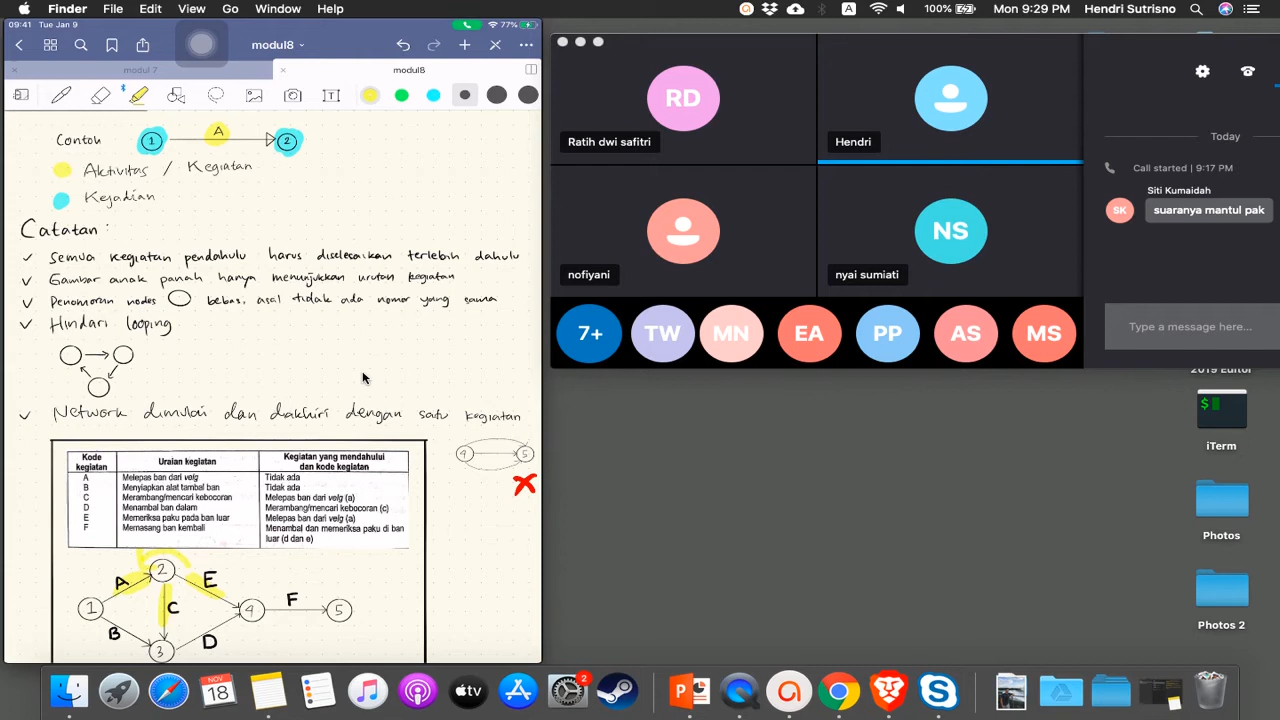 Finder File Edit View Go Window Help
100% Mon 9:29 PM Hendri Sutrisno
09:41 Tue Jan 9
77%
modul8
modul 7
modul8
Contoh 1 A 2
Aktivitas / Kegiatan
Kejadian
Catatan :
Semua kegiatan pendahulu harus diselesaikan terlebih dahulu
Gambar anak panah hanya menunjukkan urutan kegiatan
Penomoran nodes bebas, asal tidak ada nomor yang sama
Hindari looping
Network dimulai dan diakhiri dengan satu kegiatan
4 5
Kode kegiatan Uraian kegiatan Kegiatan yang mendahului dan kode kegiatan
A Melepas ban dari velg Tidak ada
B Menyiapkan alat tambal ban Tidak ada
C Merambang/mencari kebocoran Melepas ban dari velg (a)
D Menambal ban dalam Merambang/mencari kebocoran (c)
E Memeriksa paku pada ban luar Melepas ban dari velg (a)
F Memasang ban kembali Menambal dan memeriksa paku di ban luar (d dan e)
2
A E
1 C 4 F 5
B D
3
RD
Ratih dwi safitri
Hendri
nofiyani
NS
nyai sumiati
7+ TW MN EA PP AS MS
Today
Call started | 9:17 PM
Siti Kumaidah
SK suaranya mantul pak
Type a message here...
2019 Editor
$
iTerm
Photos
Photos 2
NOV
18
2
tv